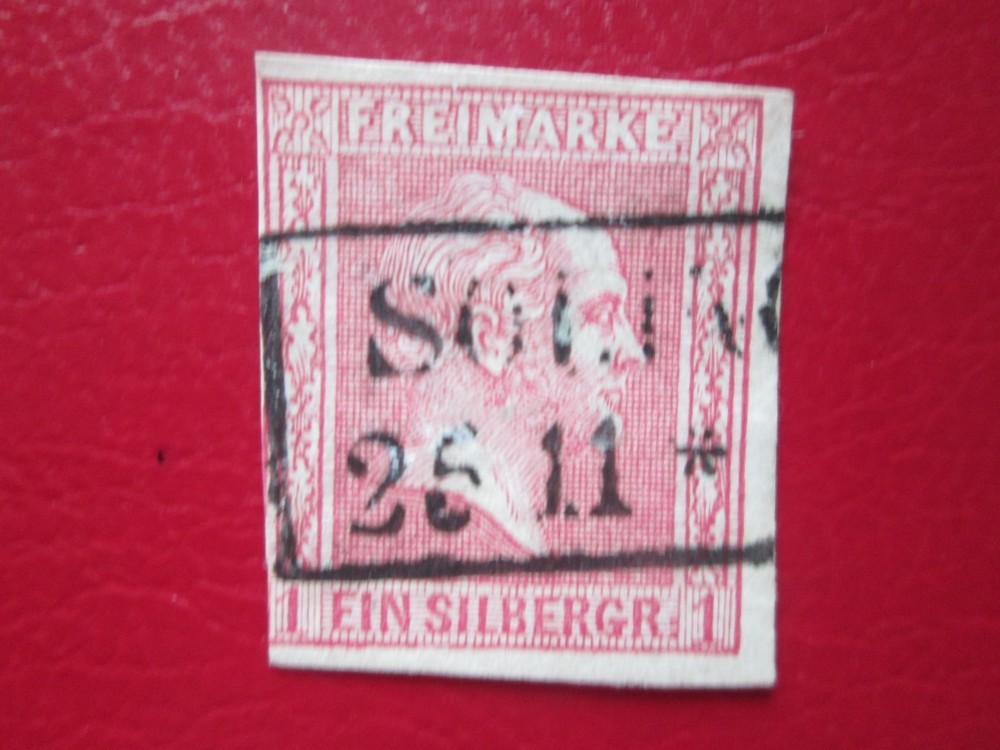 FREIMARKE
25 11 *
1 EIN SILBERGR. 1